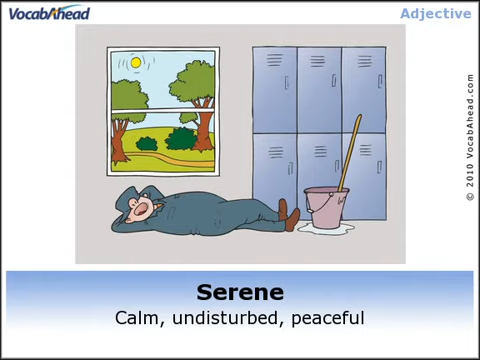 VocabAhead
Adjective
© 2010 VocabAhead.com
Serene
Calm, undisturbed, peaceful